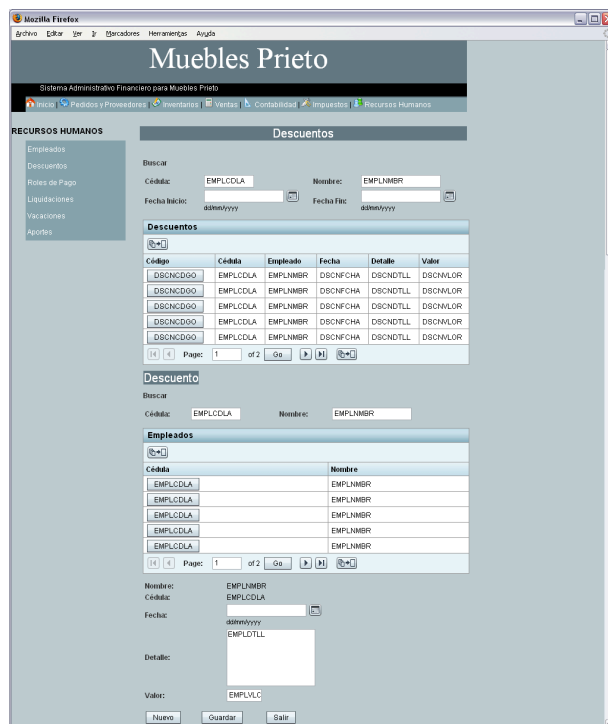 Mozilla Firefox
Archivo Editar Ver Ir Marcadores Herramientas Ayuda
Muebles Prieto
Sistema Administrativo Financiero para Muebles Prieto
Inicio | Pedidos y Proveedores | Inventarios | Ventas | Contabilidad | Impuestos | Recursos Humanos
RECURSOS HUMANOS
Empleados
Descuentos
Roles de Pago
Liquidaciones
Vacaciones
Aportes
Descuentos
Buscar
Cédula: EMPLCDLA Nombre: EMPLNMBR
Fecha Inicio: Fecha Fin:
dd/mm/yyyy dd/mm/yyyy
Descuentos
Código Cédula Empleado Fecha Detalle Valor
DSCNCDGO EMPLCDLA EMPLNMBR DSCNFCHA DSCNDTLL DSCNVLOR
DSCNCDGO EMPLCDLA EMPLNMBR DSCNFCHA DSCNDTLL DSCNVLOR
DSCNCDGO EMPLCDLA EMPLNMBR DSCNFCHA DSCNDTLL DSCNVLOR
DSCNCDGO EMPLCDLA EMPLNMBR DSCNFCHA DSCNDTLL DSCNVLOR
DSCNCDGO EMPLCDLA EMPLNMBR DSCNFCHA DSCNDTLL DSCNVLOR
Page: 1 of 2 Go
Descuento
Buscar
Cédula: EMPLCDLA Nombre: EMPLNMBR
Empleados
Cédula Nombre
EMPLCDLA EMPLNMBR
EMPLCDLA EMPLNMBR
EMPLCDLA EMPLNMBR
EMPLCDLA EMPLNMBR
EMPLCDLA EMPLNMBR
Page: 1 of 2 Go
Nombre: EMPLNMBR
Cédula: EMPLCDLA
Fecha:
dd/mm/yyyy
EMPLDTLL
Detalle:
Valor: EMPLVLC
Nuevo Guardar Salir